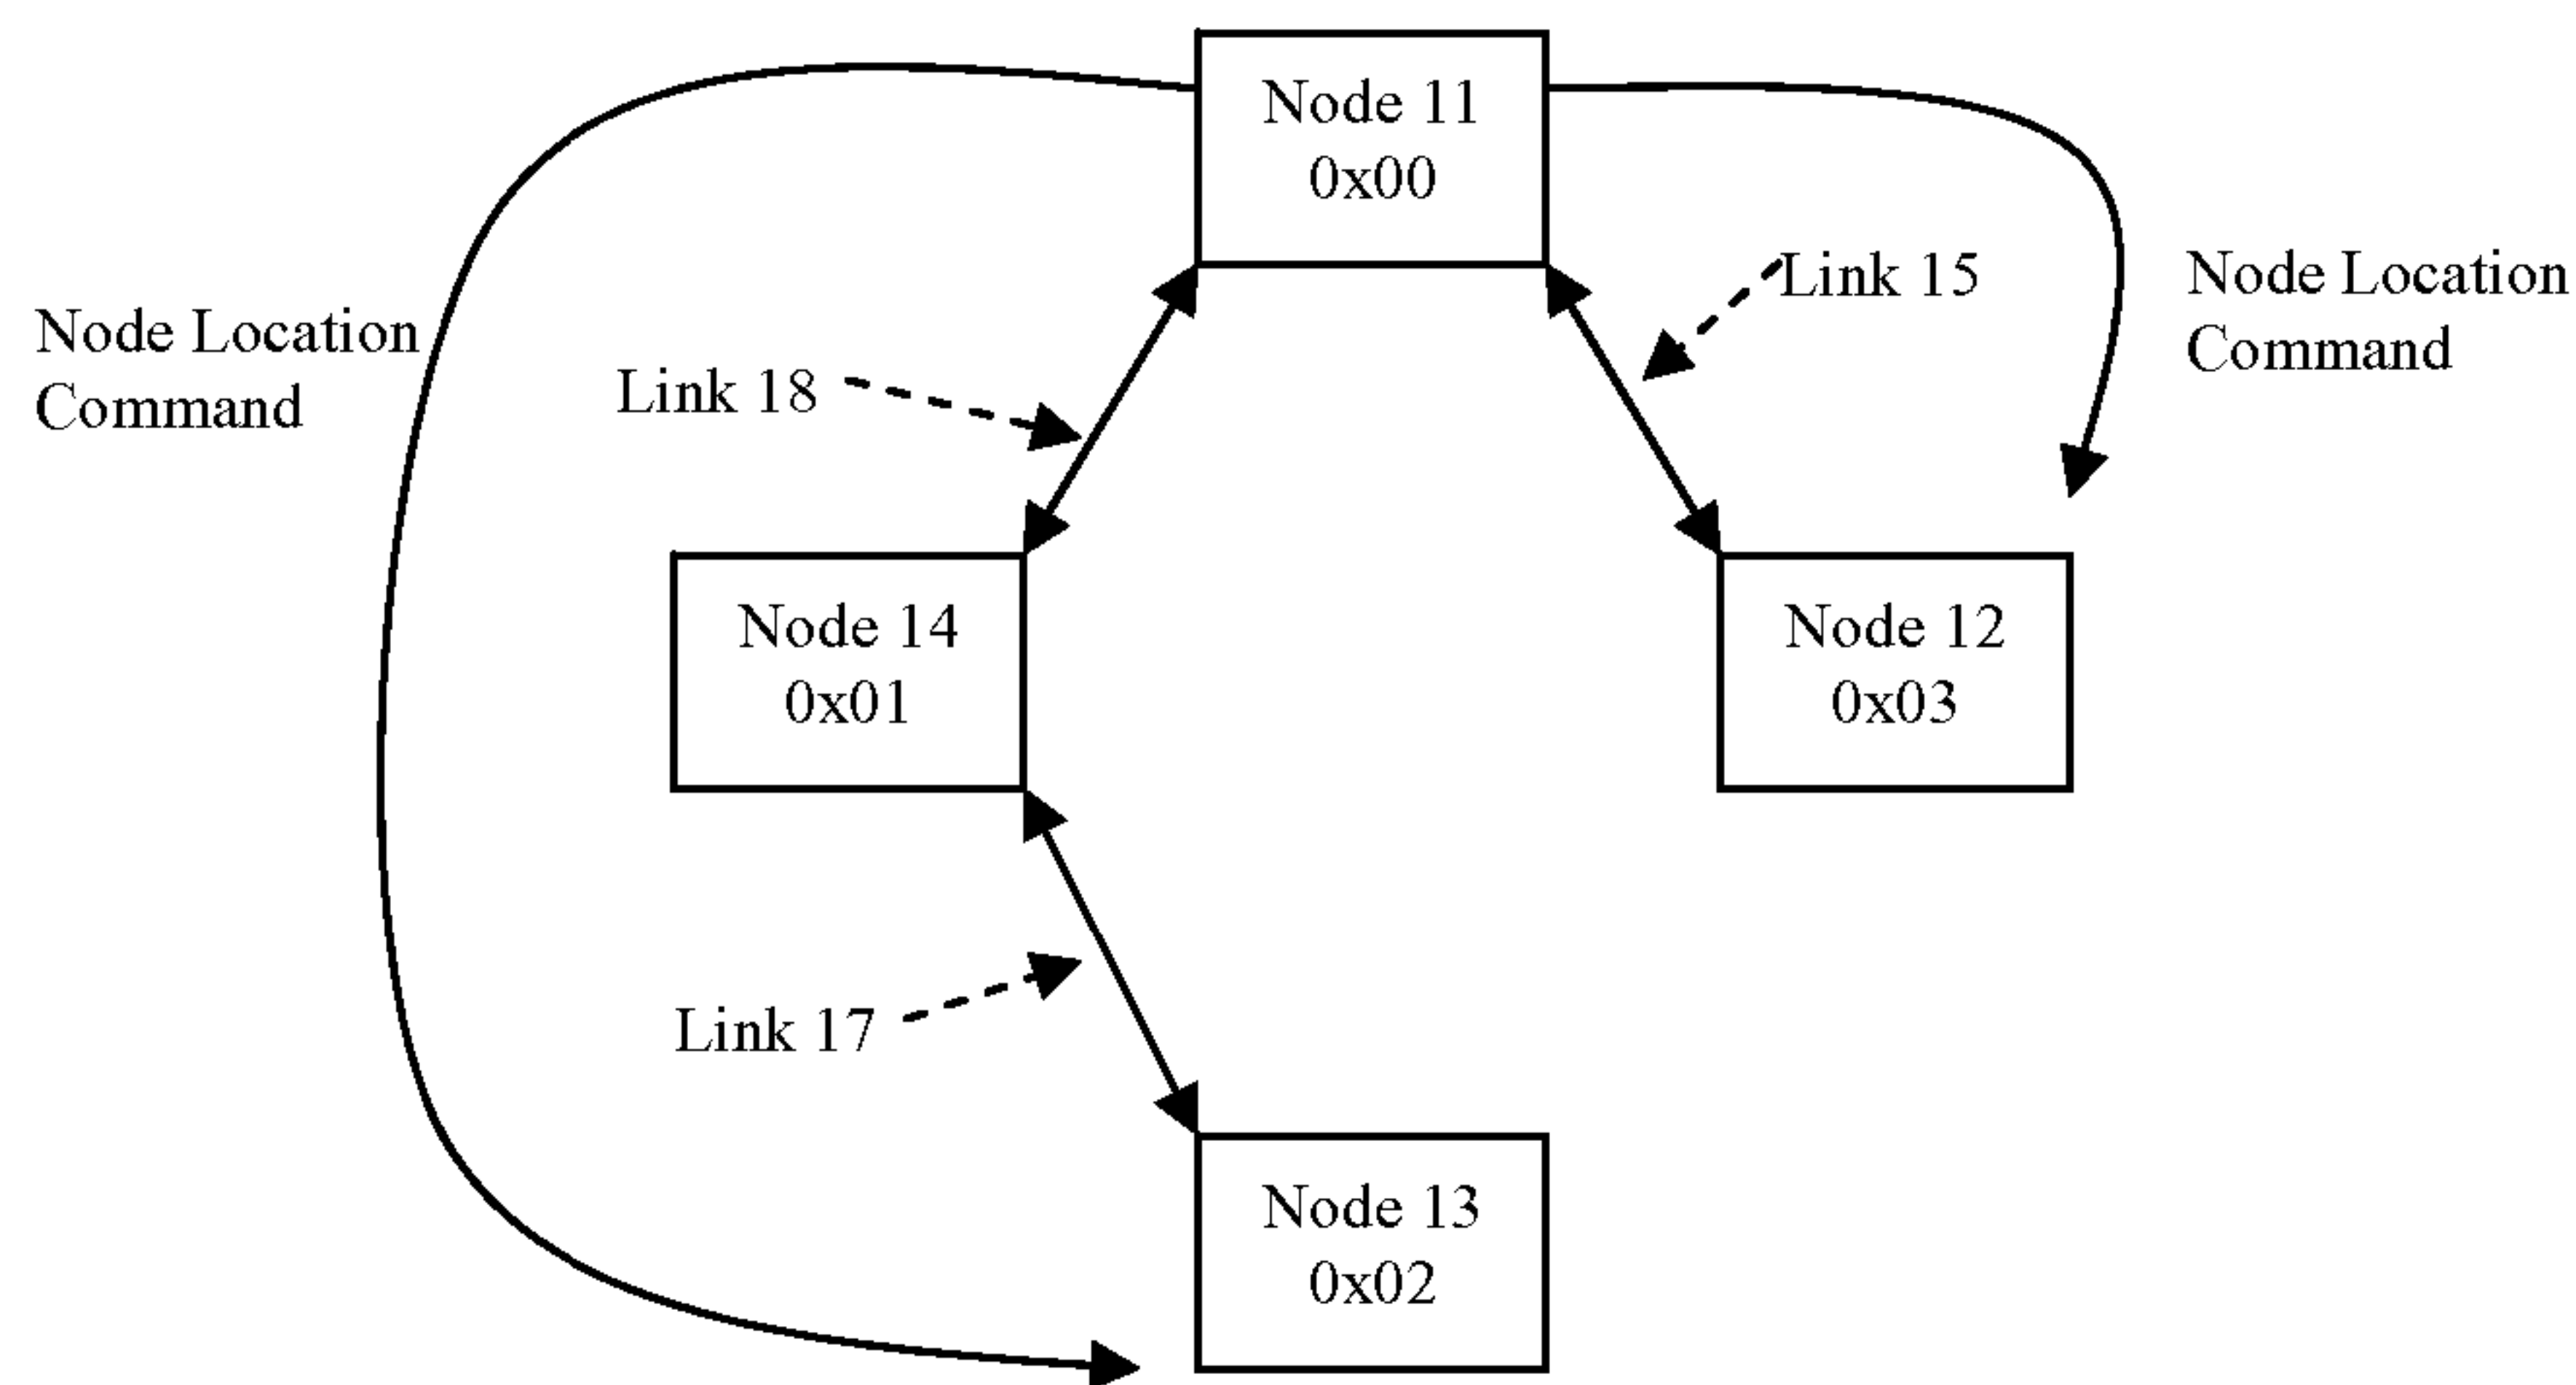 Node 11
0x00
Link 15
Node Location
Command
Node Location
Command
Link 18
Node 14
0x01
Node 12
0x03
Link 17
Node 13
0x02